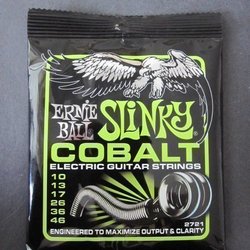 ERNIE BALL SLINKY
COBALT
ELECTRIC GUITAR STRINGS
10
13
17
26
36
46
2721
ENGINEERED TO MAXIMIZE OUTPUT & CLARITY